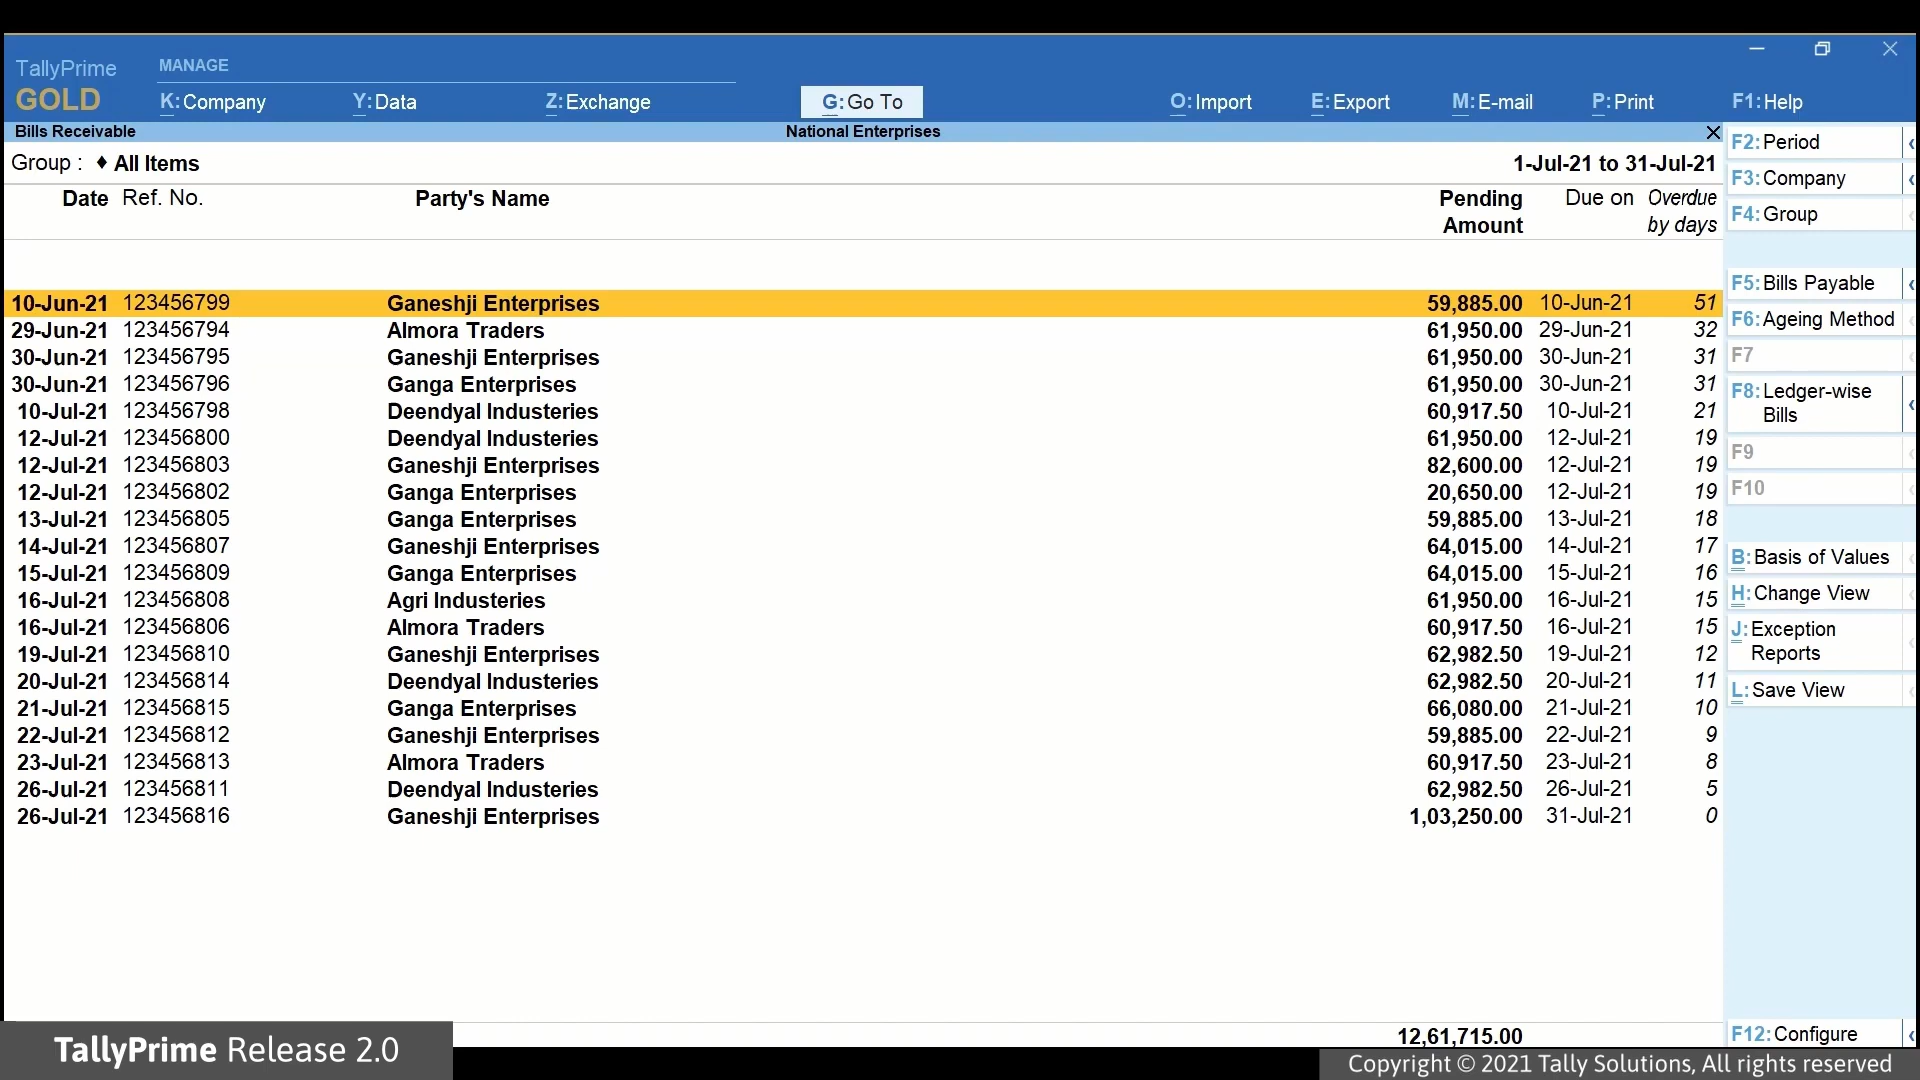 TallyPrime
GOLD
MANAGE
K:Company Y:Data Z:Exchange G:Go To O:Import E:Export M:E-mail P:Print F1:Help
Bills Receivable National Enterprises
Group : ♦ All Items 1-Jul-21 to 31-Jul-21
Date Ref. No. Party's Name Pending Amount Due on Overdue by days
10-Jun-21 123456799 Ganeshji Enterprises 59,885.00 10-Jun-21 51
29-Jun-21 123456794 Almora Traders 61,950.00 29-Jun-21 32
30-Jun-21 123456795 Ganeshji Enterprises 61,950.00 30-Jun-21 31
30-Jun-21 123456796 Ganga Enterprises 61,950.00 30-Jun-21 31
10-Jul-21 123456798 Deendyal Industeries 60,917.50 10-Jul-21 21
12-Jul-21 123456800 Deendyal Industeries 61,950.00 12-Jul-21 19
12-Jul-21 123456803 Ganeshji Enterprises 82,600.00 12-Jul-21 19
12-Jul-21 123456802 Ganga Enterprises 20,650.00 12-Jul-21 19
13-Jul-21 123456805 Ganga Enterprises 59,885.00 13-Jul-21 18
14-Jul-21 123456807 Ganeshji Enterprises 64,015.00 14-Jul-21 17
15-Jul-21 123456809 Ganga Enterprises 64,015.00 15-Jul-21 16
16-Jul-21 123456808 Agri Industeries 61,950.00 16-Jul-21 15
16-Jul-21 123456806 Almora Traders 60,917.50 16-Jul-21 15
19-Jul-21 123456810 Ganeshji Enterprises 62,982.50 19-Jul-21 12
20-Jul-21 123456814 Deendyal Industeries 62,982.50 20-Jul-21 11
21-Jul-21 123456815 Ganga Enterprises 66,080.00 21-Jul-21 10
22-Jul-21 123456812 Ganeshji Enterprises 59,885.00 22-Jul-21 9
23-Jul-21 123456813 Almora Traders 60,917.50 23-Jul-21 8
26-Jul-21 123456811 Deendyal Industeries 62,982.50 26-Jul-21 5
26-Jul-21 123456816 Ganeshji Enterprises 1,03,250.00 31-Jul-21 0
12,61,715.00
F2:Period
F3:Company
F4:Group
F5:Bills Payable
F6:Ageing Method
F7
F8:Ledger-wise
Bills
F9
F10
B:Basis of Values
H:Change View
J:Exception
Reports
L:Save View
F12:Configure
TallyPrime Release 2.0
Copyright © 2021 Tally Solutions, All rights reserved